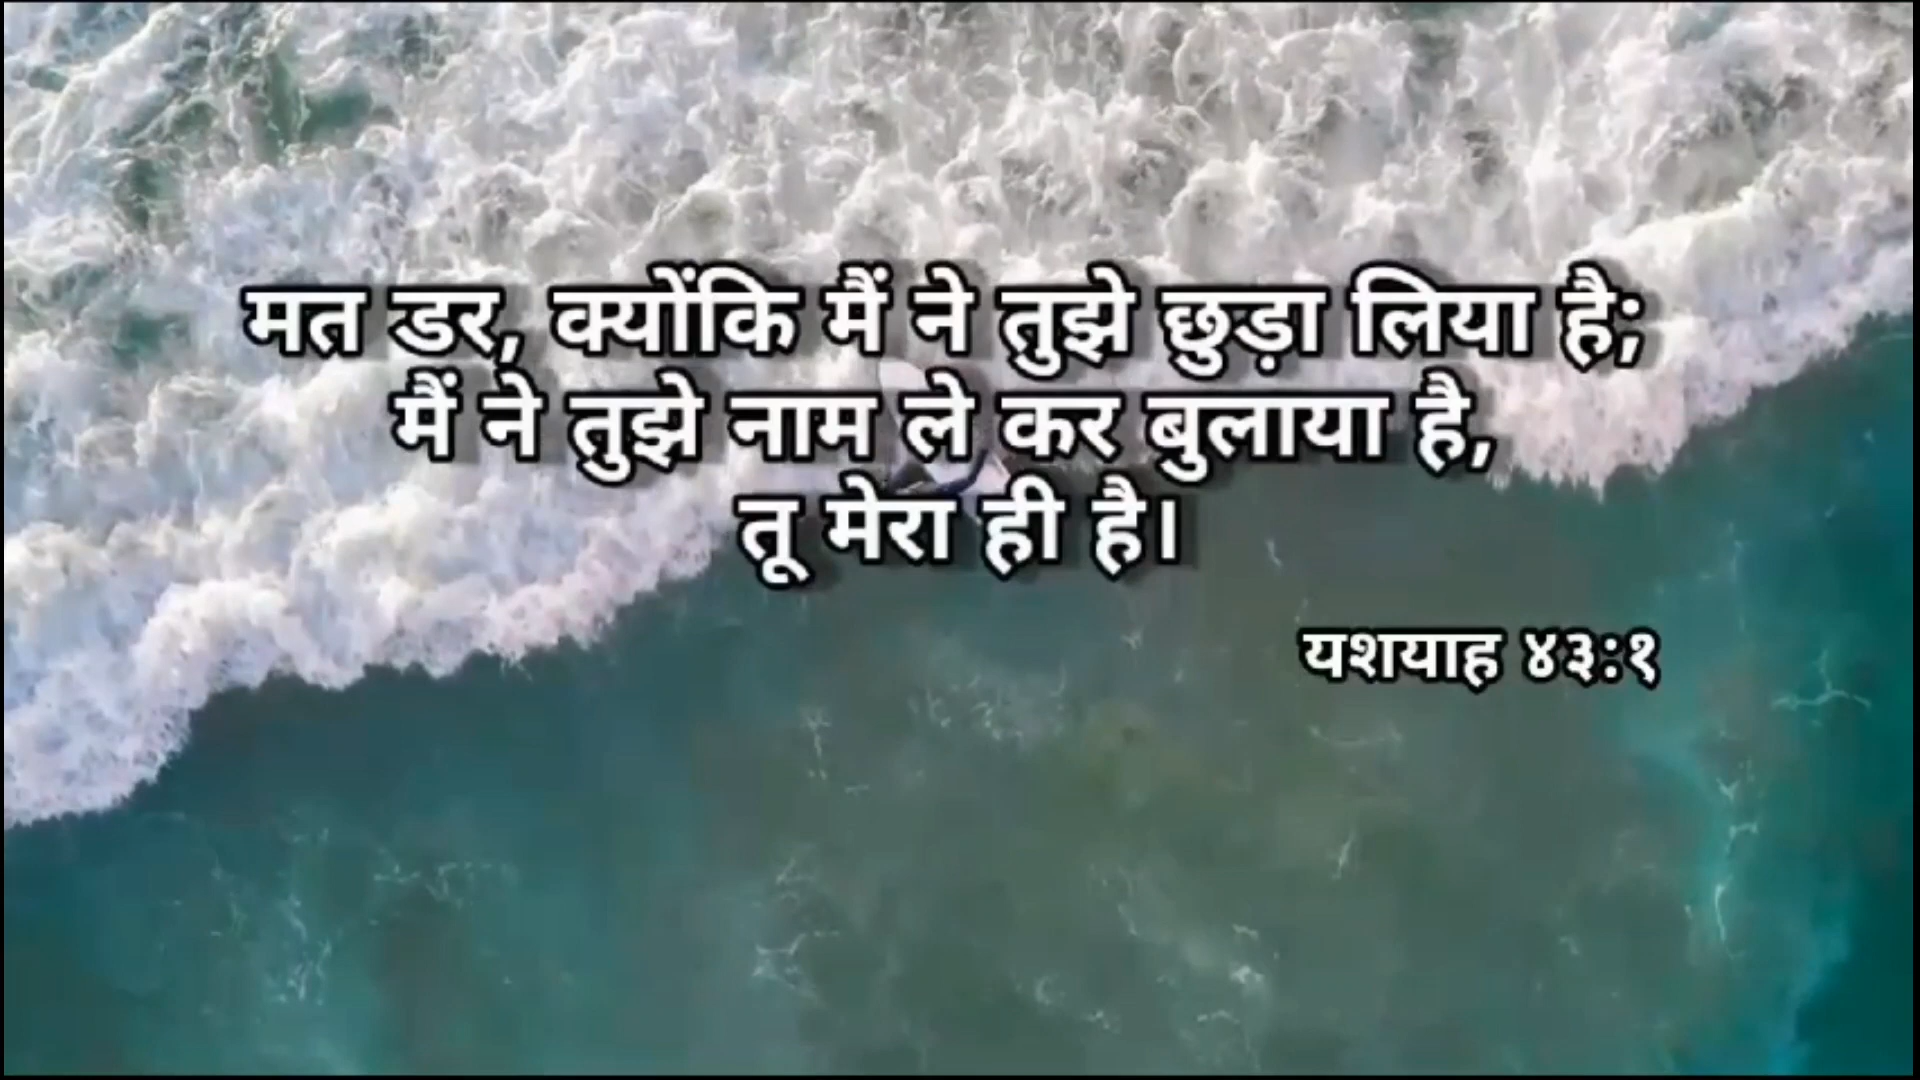 मत डर, क्योंकि मैं ने तुझे छुड़ा लिया है;
मैं ने तुझे नाम ले कर बुलाया है,
तू मेरा ही है।
यशयाह ४३:१